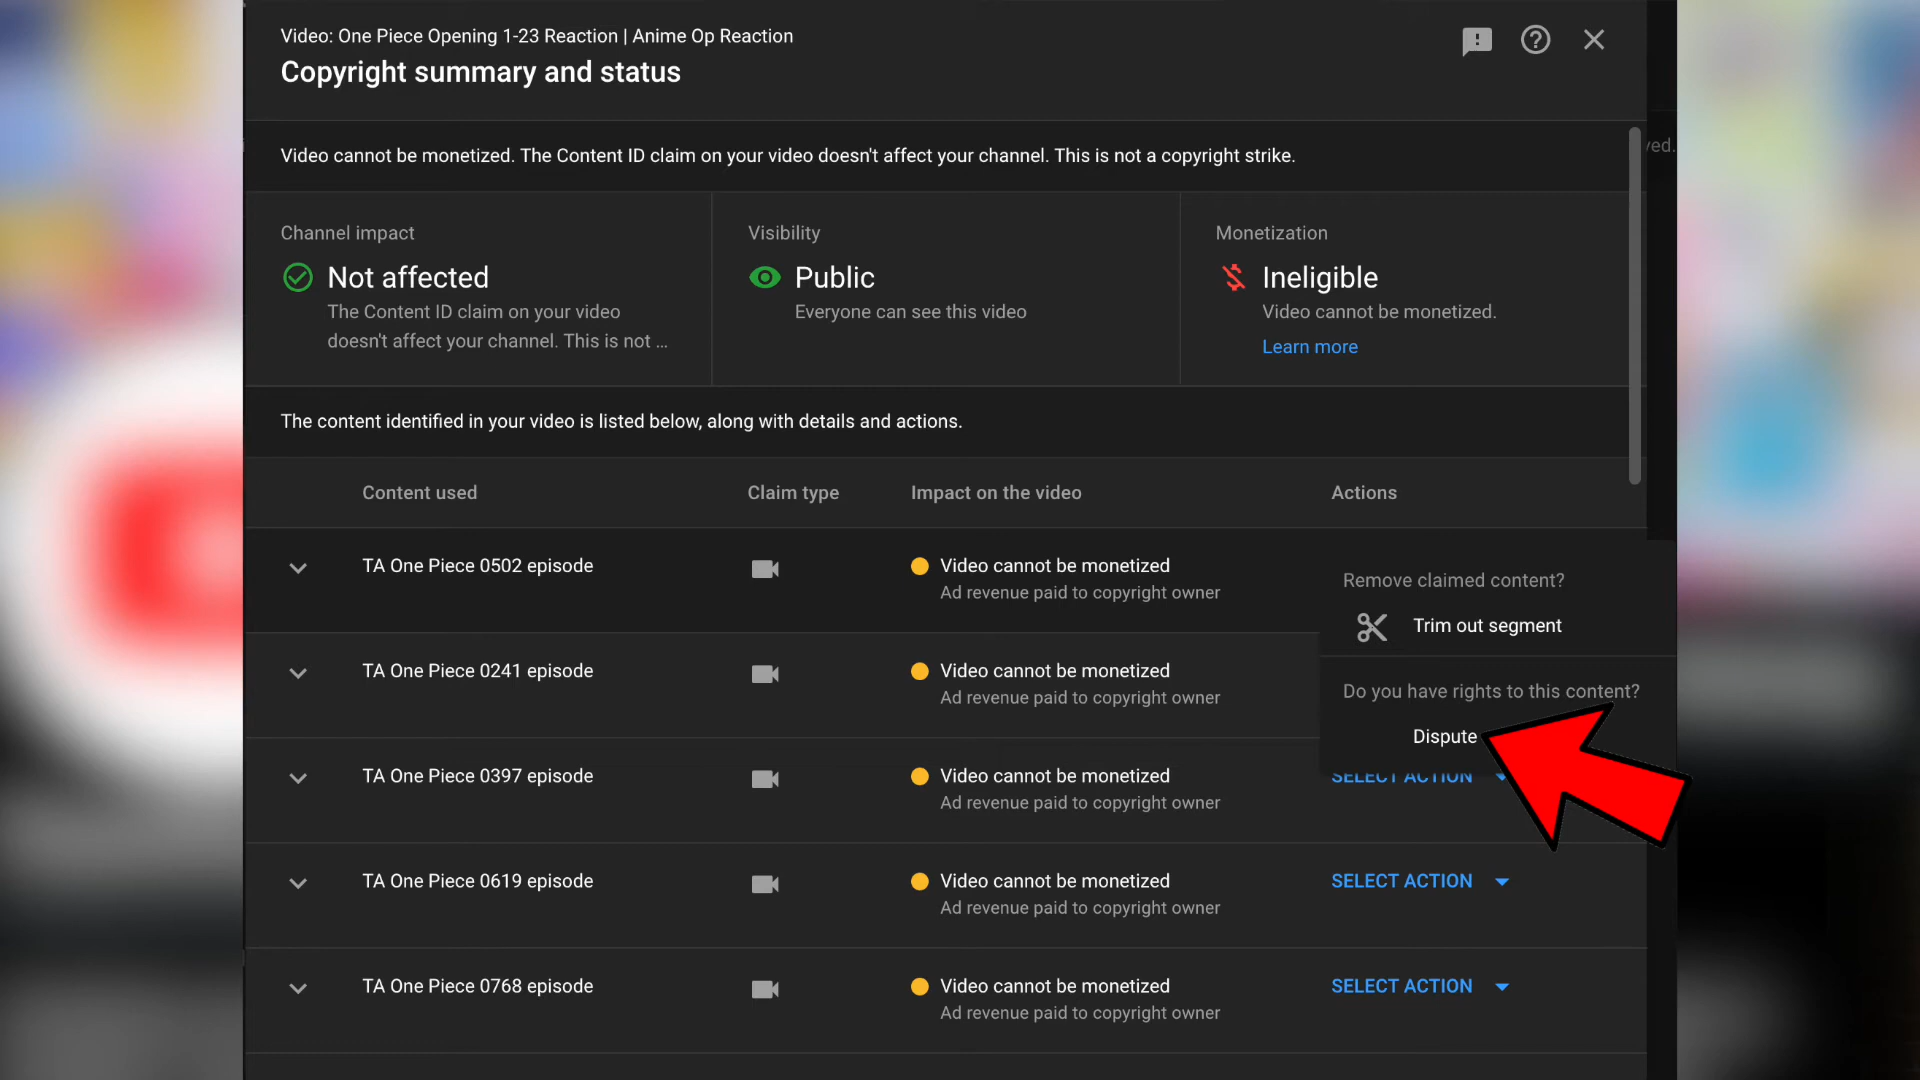 Video: One Piece Opening 1-23 Reaction | Anime Op Reaction
Copyright summary and status
Video cannot be monetized. The Content ID claim on your video doesn't affect your channel. This is not a copyright strike.
Channel impact
Not affected
The Content ID claim on your video
doesn't affect your channel. This is not ...
Visibility
Public
Everyone can see this video
Monetization
Ineligible
Video cannot be monetized.
Learn more
The content identified in your video is listed below, along with details and actions.
Content used Claim type Impact on the video Actions
TA One Piece 0502 episode
Video cannot be monetized
Ad revenue paid to copyright owner
Remove claimed content?
Trim out segment
TA One Piece 0241 episode
Video cannot be monetized
Ad revenue paid to copyright owner
Do you have rights to this content?
Dispute
TA One Piece 0397 episode
Video cannot be monetized
Ad revenue paid to copyright owner
SELECT ACTION
TA One Piece 0619 episode
Video cannot be monetized
Ad revenue paid to copyright owner
SELECT ACTION
TA One Piece 0768 episode
Video cannot be monetized
Ad revenue paid to copyright owner
SELECT ACTION